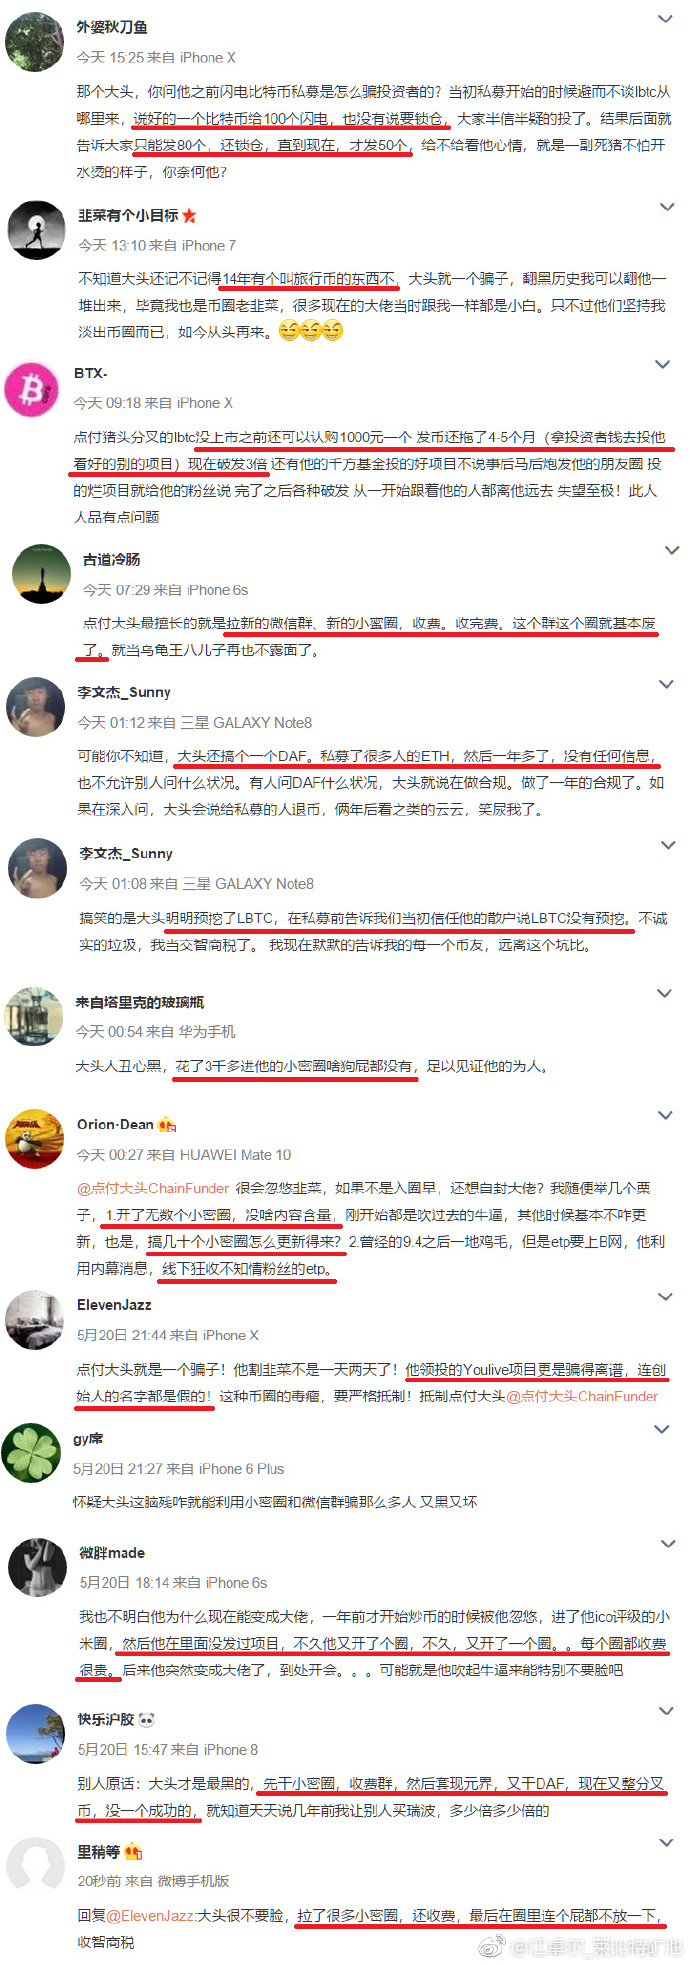 外婆秋刀鱼
今天 15:25 来自 iPhone X
那个大头，你问他之前闪电比特币私募是怎么骗投资者的？当初私募开始的时候避而不谈lbtc从
哪里来，说好的一个比特币给100个闪电，也没有说要锁仓，大家半信半疑的投了。结果后面就
告诉大家只能发80个，还锁仓，直到现在，才发50个，给不给看他心情，就是一副死猪不怕开
水烫的样子，你奈何他？
韭菜有个小目标
今天 13:10 来自 iPhone 7
不知道大头还记不记得14年有个叫旅行币的东西不，大头就一个骗子，翻黑历史我可以翻他一
堆出来，毕竟我也是币圈老韭菜，很多现在的大佬当时跟我一样都是小白。只不过他们坚持我
淡出币圈而已，如今从头再来。
BTX-
今天 09:18 来自 iPhone X
点付猪头分叉的lbtc没上市之前还可以认购1000元一个 发币还拖了4-5个月（拿投资者钱去投他
看好的别的项目）现在破发3倍 还有他的千方基金投的好项目不说事后马后炮发他的朋友圈 投
的烂项目就给他的粉丝说 完了之后各种破发 从一开始跟着他的人都离他远去 失望至极！此人
人品有点问题
古道冷肠
今天 07:29 来自 iPhone 6s
点付大头最擅长的就是拉新的微信群、新的小蜜圈，收费。收完费。这个群这个圈就基本废
了。就当乌龟王八儿子再也不露面了。
李文杰_Sunny
今天 01:12 来自 三星 GALAXY Note8
可能你不知道，大头还搞个一个DAF。私募了很多人的ETH，然后一年多了，没有任何信息，
也不允许别人问什么状况。有人问DAF什么状况，大头就说在做合规。做了一年的合规了。如
果在深入问，大头会说给私募的人退币，俩年后看之类的云云，笑尿我了。
李文杰_Sunny
今天 01:08 来自 三星 GALAXY Note8
搞笑的是大头明明预挖了LBTC，在私募前告诉我们当初信任他的散户说LBTC没有预挖。不诚
实的垃圾，我当交智商税了。 我现在默默的告诉我的每一个币友，远离这个坑比。
来自塔里克的玻璃瓶
今天 00:54 来自 华为手机
大头人丑心黑，花了3千多进他的小密圈啥狗屁都没有，足以见证他的为人。
Orion·Dean
今天 00:27 来自 HUAWEI Mate 10
@点付大头ChainFunder 很会忽悠韭菜，如果不是入圈早，还想自封大佬？我随便举几个栗
子，1.开了无数个小密圈，没啥内容含量，刚开始都是吹过去的牛逼，其他时候基本不咋更
新，也是，搞几十个小密圈怎么更新得来？2.曾经的9.4之后一地鸡毛，但是etp要上B网，他利
用内幕消息，线下狂收不知情粉丝的etp。
ElevenJazz
5月20日 21:44 来自 iPhone X
点付大头就是一个骗子！他割韭菜不是一天两天了！他领投的Youlive项目更是骗得离谱，连创
始人的名字都是假的！这种币圈的毒瘤，要严格抵制！抵制点付大头@点付大头ChainFunder
gy席
5月20日 21:27 来自 iPhone 6 Plus
怀疑大头这脑残咋就能利用小密圈和微信群骗那么多人 又黑又坏
微胖made
5月20日 18:14 来自 iPhone 6s
我也不明白他为什么现在能变成大佬，一年前才开始炒币的时候被他忽悠，进了他ico评级的小
米圈，然后他在里面没发过项目，不久他又开了个圈，不久，又开了一个圈。。每个圈都收费
很贵。后来他突然变成大佬了，到处开会。。。可能就是他吹起牛逼来能特别不要脸吧
快乐沪胶
5月20日 15:47 来自 iPhone 8
别人原话：大头才是最黑的，先干小密圈，收费群，然后套现元界，又干DAF，现在又整分叉
币，没一个成功的，就知道天天说几年前我让别人买瑞波，多少倍多少倍的
里稍等
20秒前 来自 微博手机版
回复@ElevenJazz:大头很不要脸，拉了很多小密圈，还收费，最后在圈里连个屁都不放一下，
收智商税
@江卓尔_莱比特矿池